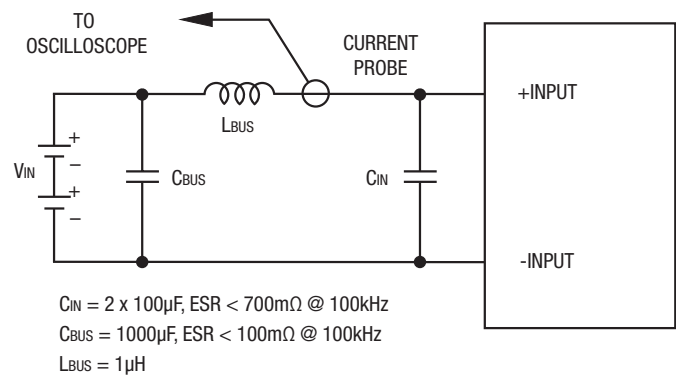 TO
OSCILLOSCOPE
CURRENT
PROBE
+INPUT
LBUS
VIN
+
−
+
−
CBUS
CIN
-INPUT
CIN = 2 x 100µF, ESR < 700mΩ @ 100kHz
CBUS = 1000µF, ESR < 100mΩ @ 100kHz
LBUS = 1µH